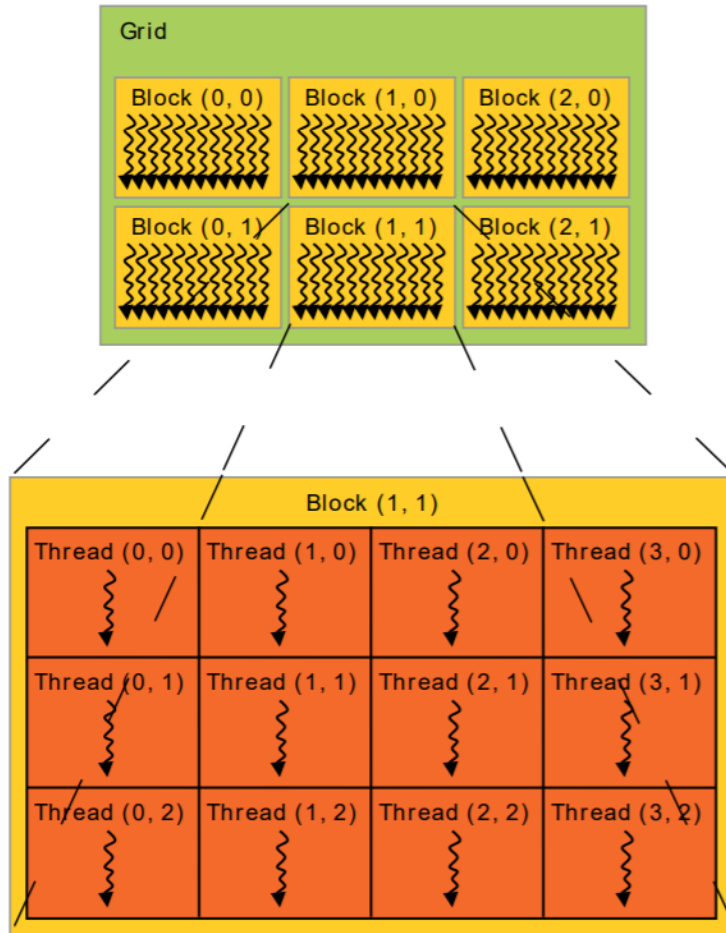 Grid
Block (0, 0) Block (1, 0) Block (2, 0)
Block (0, 1) Block (1, 1) Block (2, 1)
Block (1, 1)
Thread (0, 0) Thread (1, 0) Thread (2, 0) Thread (3, 0)
Thread (0, 1) Thread (1, 1) Thread (2, 1) Thread (3, 1)
Thread (0, 2) Thread (1, 2) Thread (2, 2) Thread (3, 2)